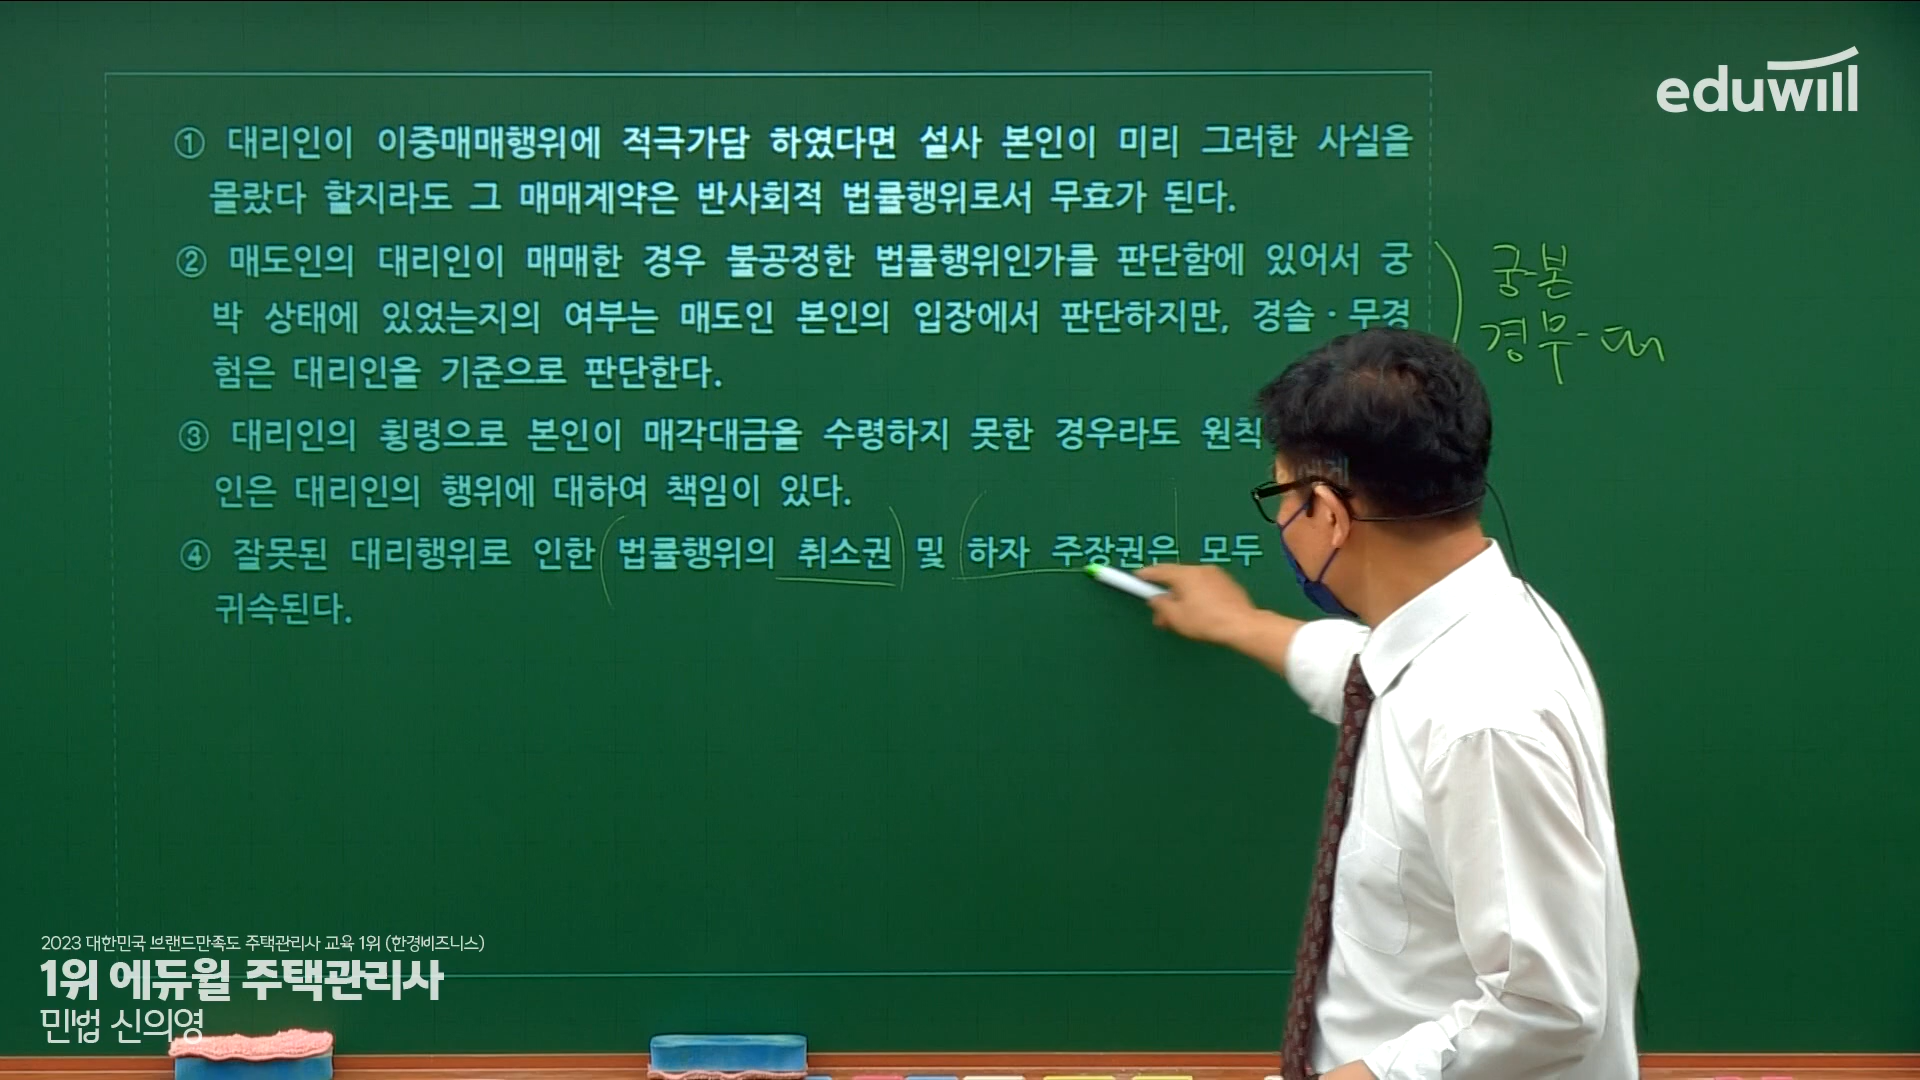 eduwill
① 대리인이 이중매매행위에 적극가담 하였다면 설사 본인이 미리 그러한 사실을
몰랐다 할지라도 그 매매계약은 반사회적 법률행위로서 무효가 된다.
② 매도인의 대리인이 매매한 경우 불공정한 법률행위인가를 판단함에 있어서 궁
박 상태에 있었는지의 여부는 매도인 본인의 입장에서 판단하지만, 경솔·무경
험은 대리인을 기준으로 판단한다.
궁-본
경무-대
③ 대리인의 횡령으로 본인이 매각대금을 수령하지 못한 경우라도 원칙
인은 대리인의 행위에 대하여 책임이 있다.
④ 잘못된 대리행위로 인한 법률행위의 취소권 및 하자 주장권은 모두
귀속된다.
2023 대한민국 브랜드만족도 주택관리사 교육 1위 (한경비즈니스)
1위 에듀윌 주택관리사
민법 신의영